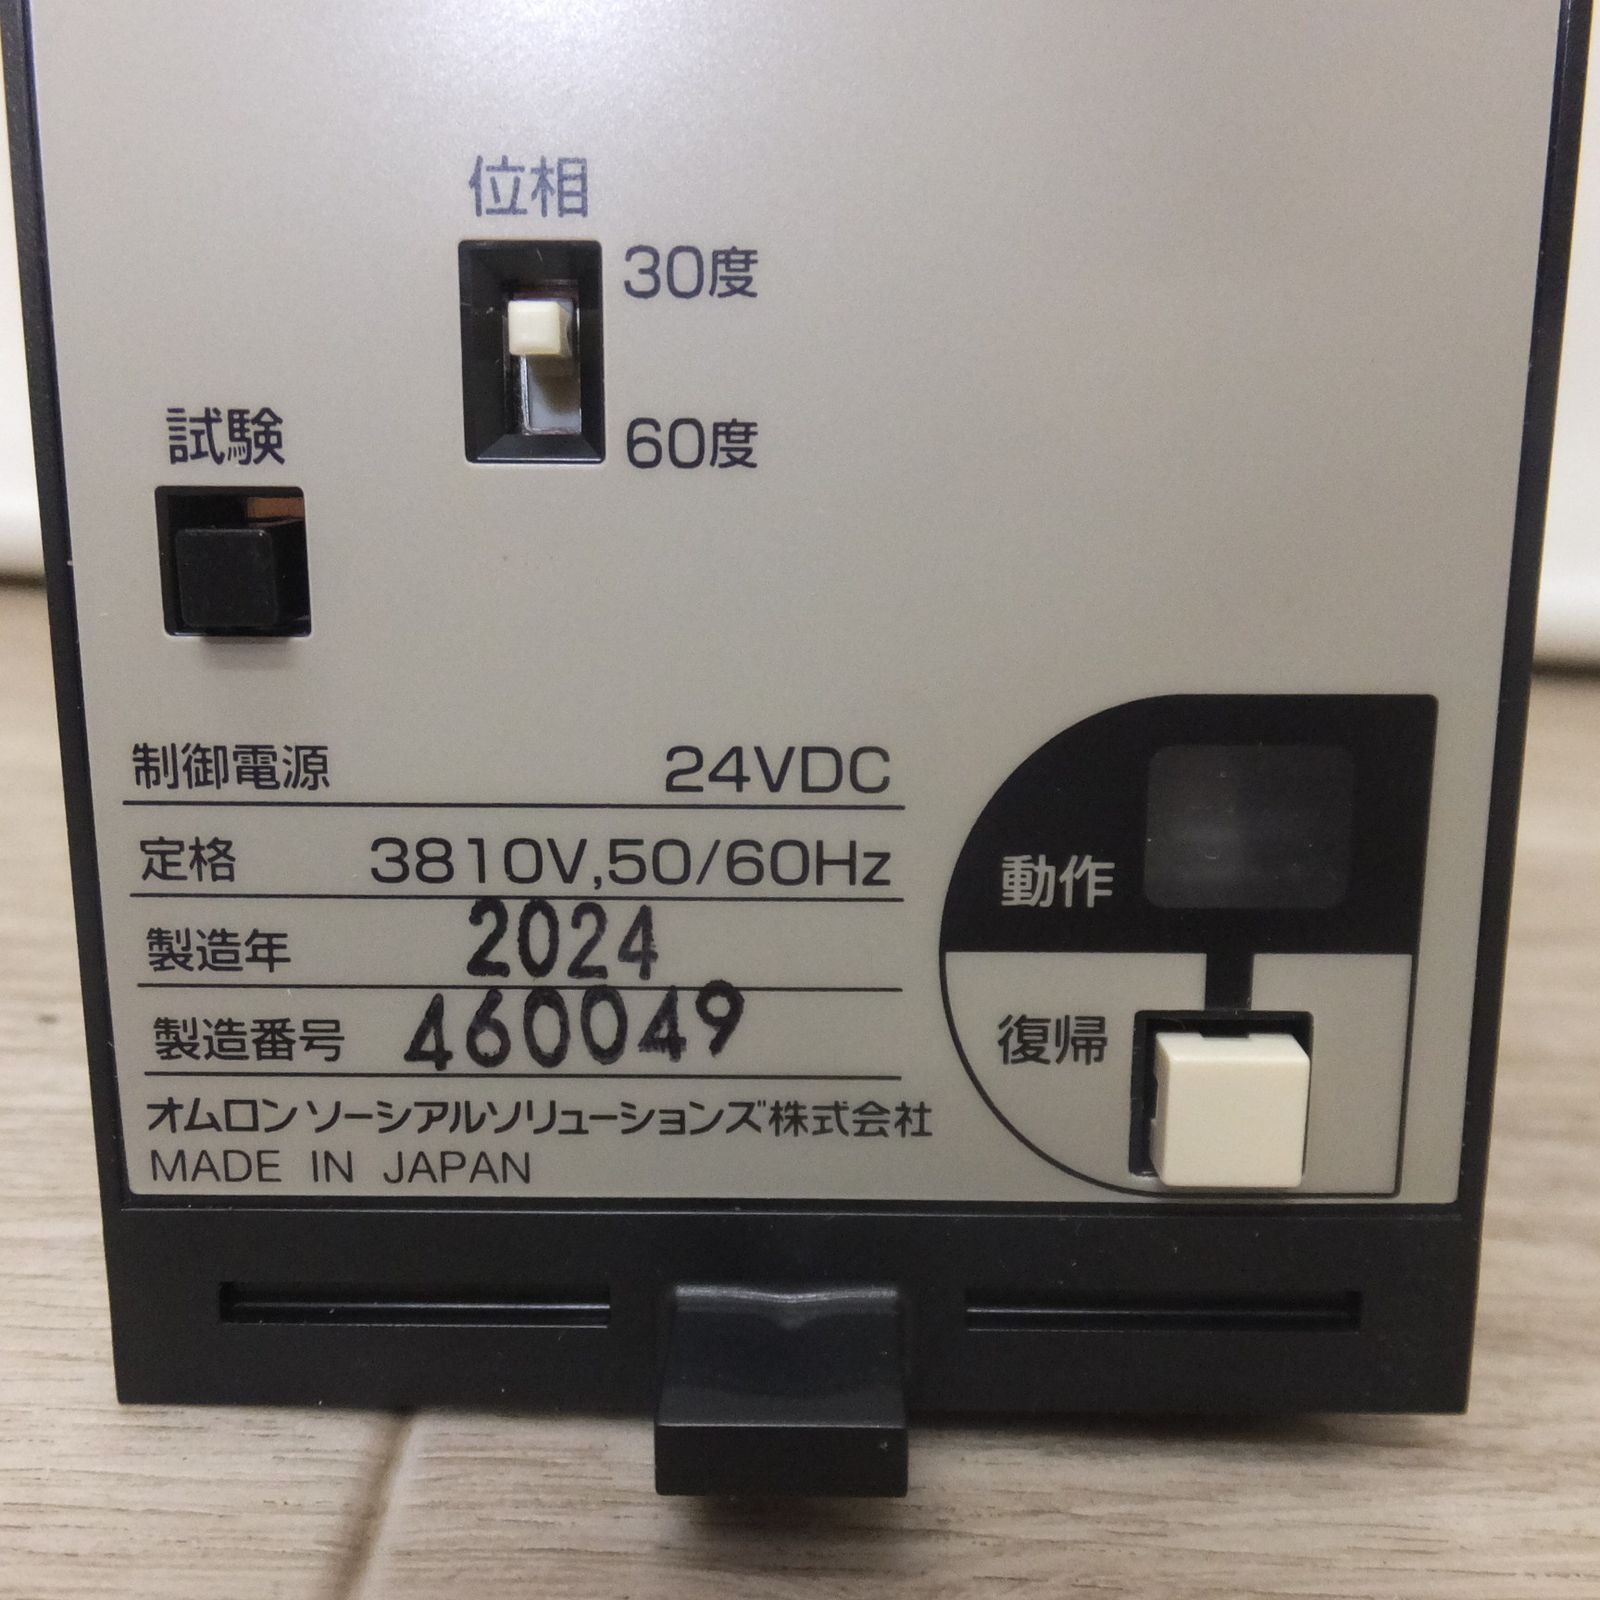 位相
30度
60度
試験
制御電源 24VDC
定格 3810V,50/60Hz
製造年 2024
製造番号 460049
オムロン ソーシアルソリューションズ株式会社
MADE IN JAPAN
動作
復帰